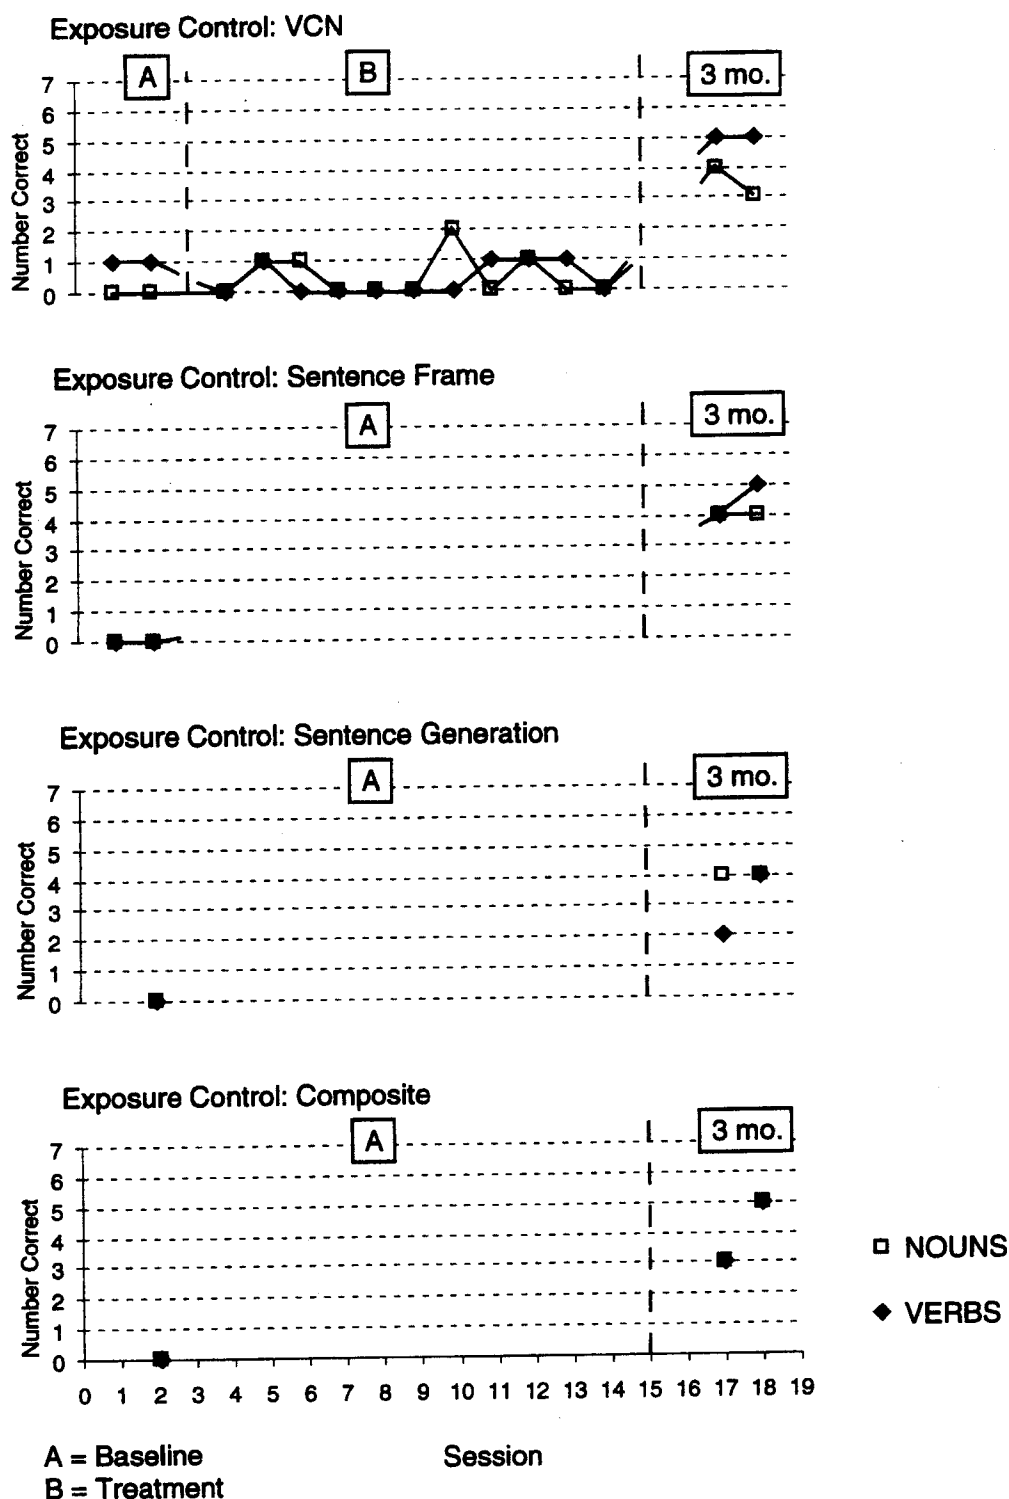 Exposure Control: VCN
A
B
3 mo.
7
6
5
4
3
2
1
0
Number Correct
Exposure Control: Sentence Frame
A
3 mo.
7
6
5
4
3
2
1
0
Number Correct
Exposure Control: Sentence Generation
A
3 mo.
7
6
5
4
3
2
1
0
Number Correct
Exposure Control: Composite
A
3 mo.
7
6
5
4
3
2
1
0
Number Correct
NOUNS
VERBS
0 1 2 3 4 5 6 7 8 9 10 11 12 13 14 15 16 17 18 19
A = Baseline
Session
B = Treatment